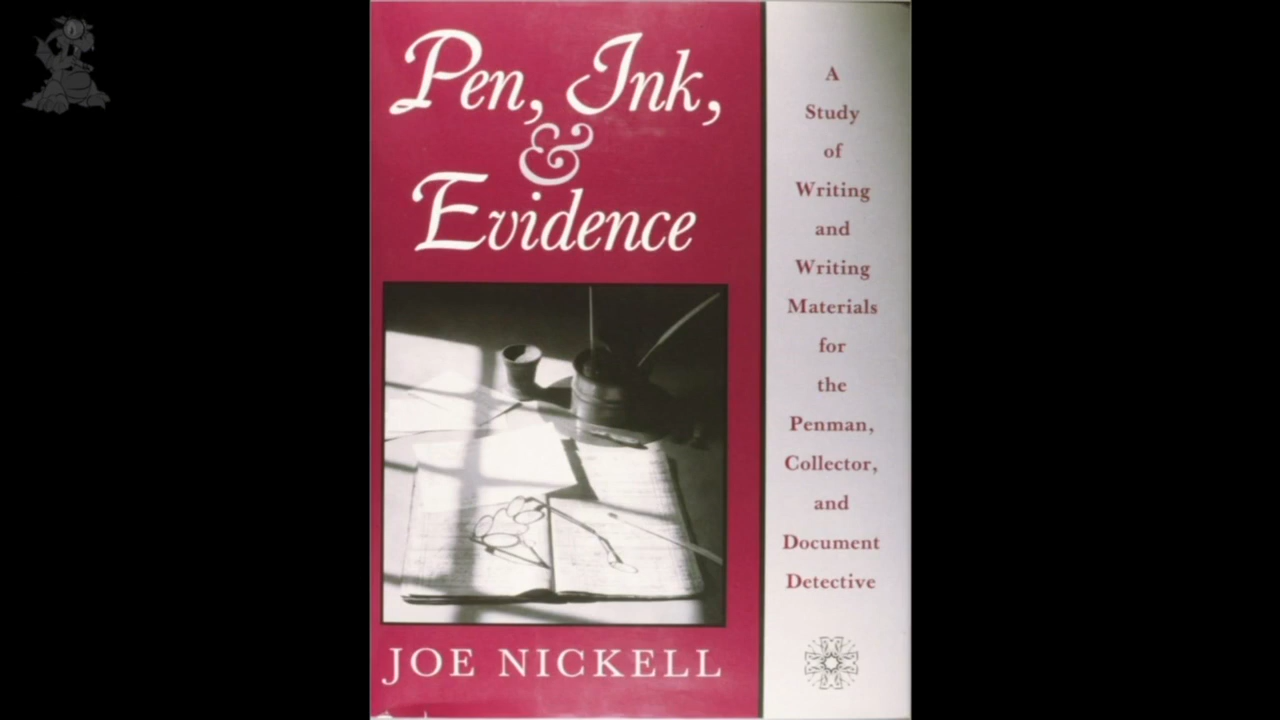 Pen, Ink,
&
Evidence
JOE NICKELL
A
Study
of
Writing
and
Writing
Materials
for
the
Penman,
Collector,
and
Document
Detective